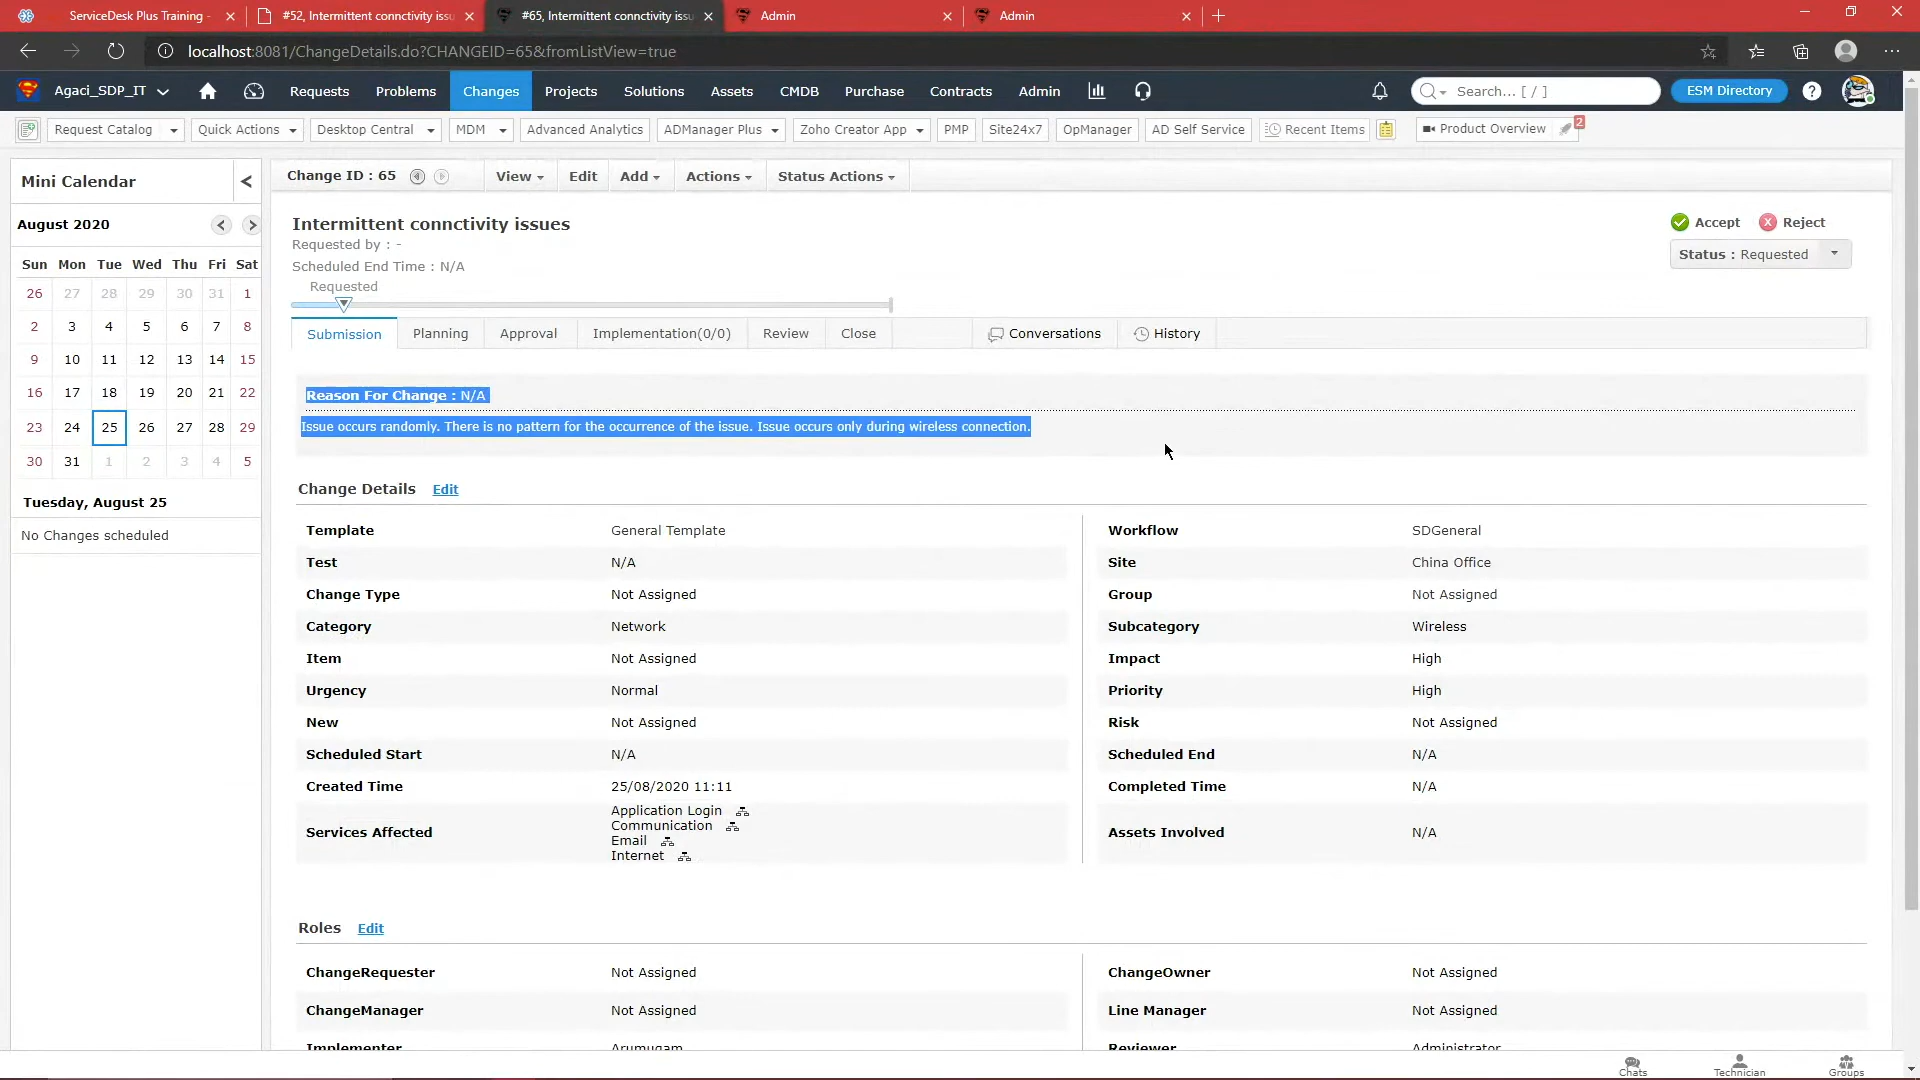 ServiceDesk Plus Training -
#52, Intermittent connctivity issu
#65, Intermittent connctivity issu
Admin
Admin
localhost:8081/ChangeDetails.do?CHANGEID=65&fromListView=true
Agaci_SDP_IT
Requests
Problems
Changes
Projects
Solutions
Assets
CMDB
Purchase
Contracts
Admin
Search... [ / ]
ESM Directory
Request Catalog
Quick Actions
Desktop Central
MDM
Advanced Analytics
ADManager Plus
Zoho Creator App
PMP
Site24x7
OpManager
AD Self Service
Recent Items
Product Overview
2
Mini Calendar
August 2020
Sun Mon Tue Wed Thu Fri Sat
26 27 28 29 30 31 1
2 3 4 5 6 7 8
9 10 11 12 13 14 15
16 17 18 19 20 21 22
23 24 25 26 27 28 29
30 31 1 2 3 4 5
Tuesday, August 25
No Changes scheduled
Change ID : 65
View
Edit
Add
Actions
Status Actions
Intermittent connctivity issues
Requested by : -
Scheduled End Time : N/A
Requested
Accept
Reject
Status : Requested
Submission
Planning
Approval
Implementation(0/0)
Review
Close
Conversations
History
Reason For Change : N/A
Issue occurs randomly. There is no pattern for the occurrence of the issue. Issue occurs only during wireless connection.
Change Details Edit
Template General Template Workflow SDGeneral
Test N/A Site China Office
Change Type Not Assigned Group Not Assigned
Category Network Subcategory Wireless
Item Not Assigned Impact High
Urgency Normal Priority High
New Not Assigned Risk Not Assigned
Scheduled Start N/A Scheduled End N/A
Created Time 25/08/2020 11:11 Completed Time N/A
Services Affected
Application Login
Communication
Email
Internet
Assets Involved N/A
Roles Edit
ChangeRequester Not Assigned ChangeOwner Not Assigned
ChangeManager Not Assigned Line Manager Not Assigned
Implementer Arumugam Reviewer Administrator
Chats
Technician
Groups